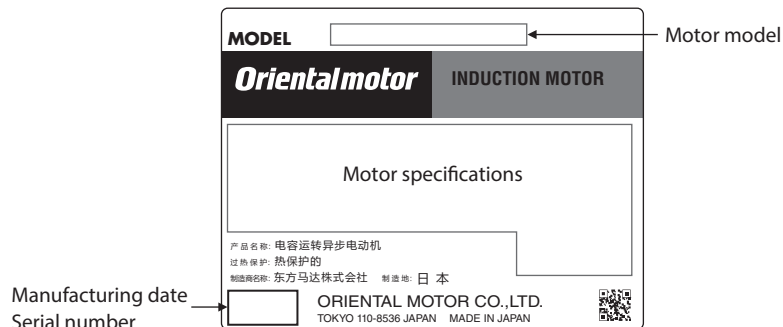 MODEL
Motor model
Orientalmotor
INDUCTION MOTOR
Motor specifications
产品名称: 电容运转异步电动机
过热保护: 热保护的
制造商名称: 东方马达株式会社 制造地: 日 本
Manufacturing date
Serial number
ORIENTAL MOTOR CO.,LTD.
TOKYO 110-8536 JAPAN MADE IN JAPAN